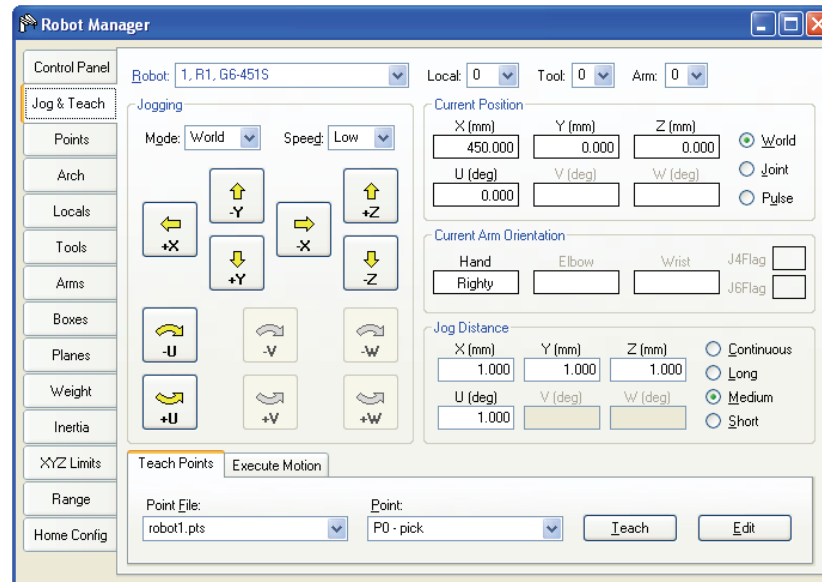 Robot Manager
Control Panel
Jog & Teach
Points
Arch
Locals
Tools
Arms
Boxes
Planes
Weight
Inertia
XYZ Limits
Range
Home Config
Robot: 1, R1, G6-451S Local: 0 Tool: 0 Arm: 0
Jogging
Mode: World Speed: Low
+X -Y -X +Z
+Y -Z
-U -V -W
+U +V +W
Current Position
X (mm) Y (mm) Z (mm)
450.000 0.000 0.000
U (deg) V (deg) W (deg)
0.000
World
Joint
Pulse
Current Arm Orientation
Hand Elbow Wrist J4Flag
Righty J6Flag
Jog Distance
X (mm) Y (mm) Z (mm)
1.000 1.000 1.000
U (deg) V (deg) W (deg)
1.000
Continuous
Long
Medium
Short
Teach Points Execute Motion
Point File: Point:
robot1.pts P0 - pick Teach Edit